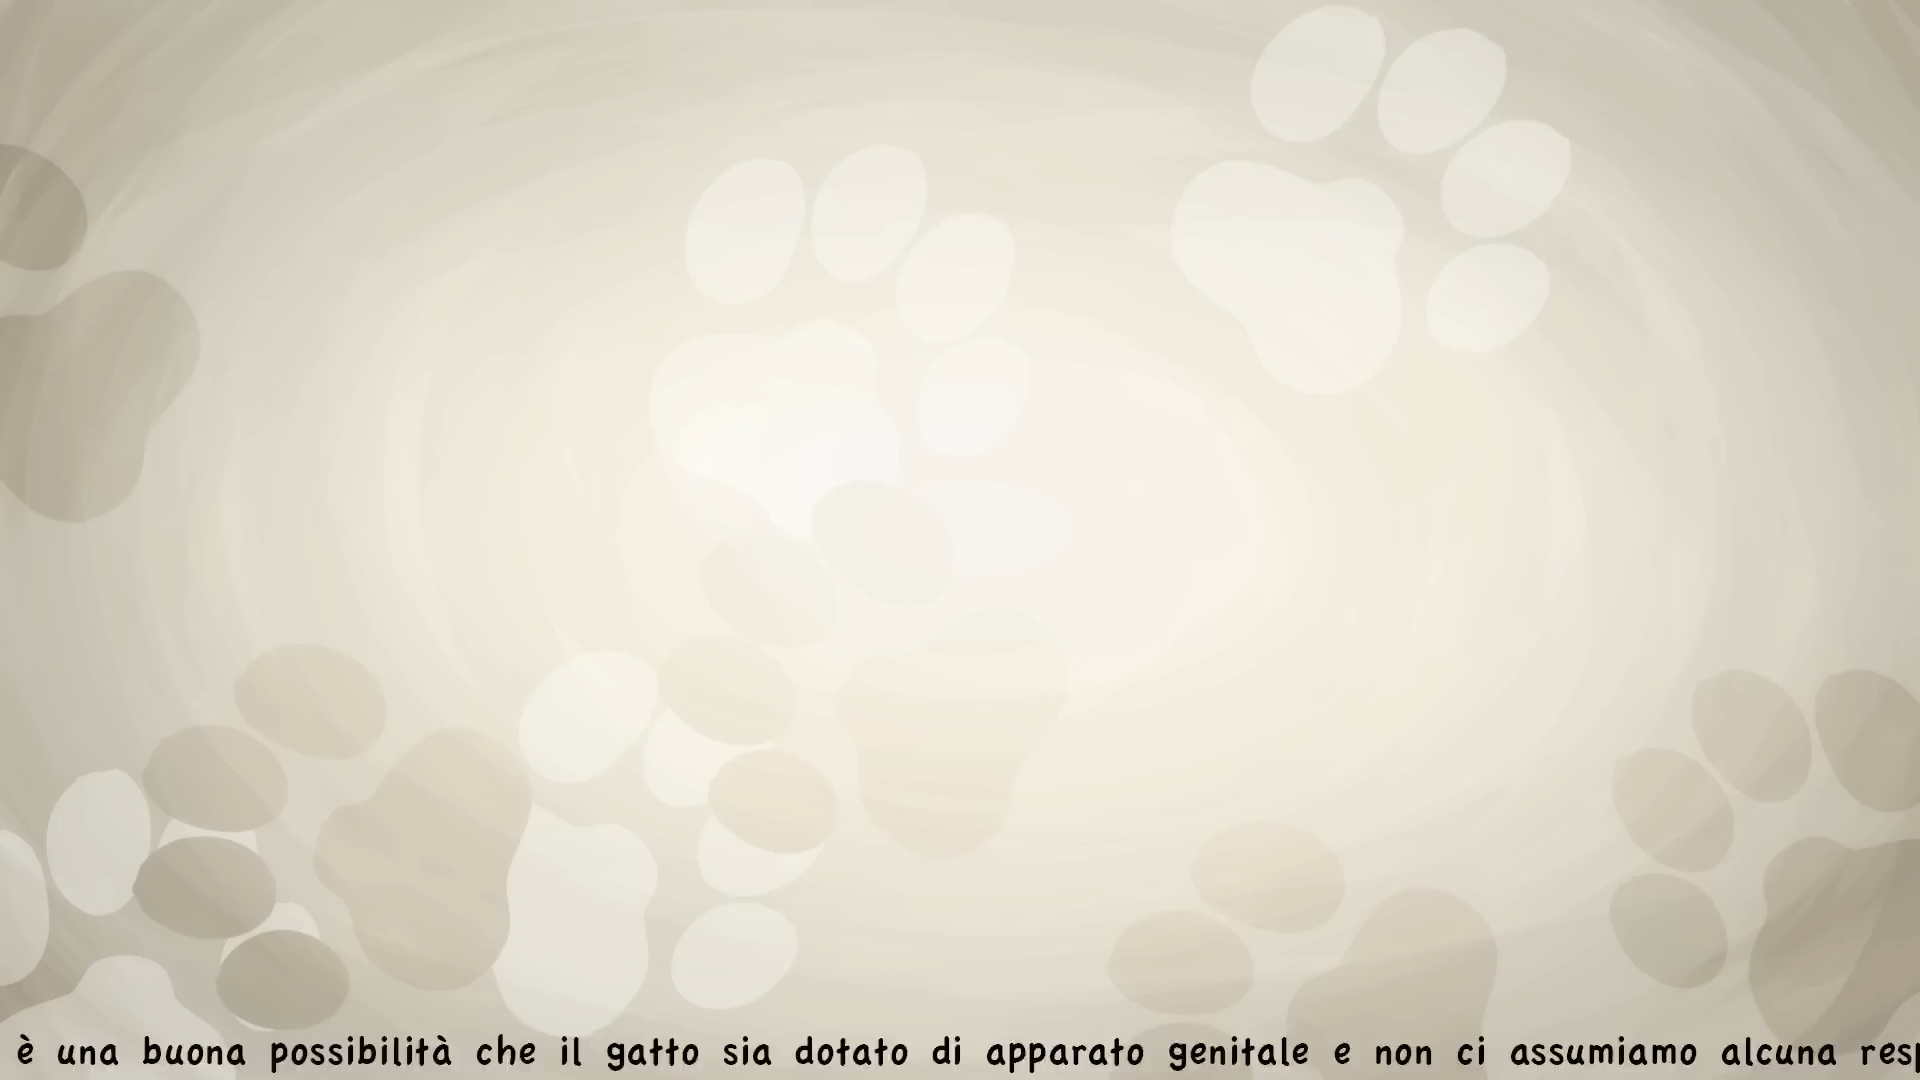 è una buona possibilità che il gatto sia dotato di apparato genitale e non ci assumiamo alcuna